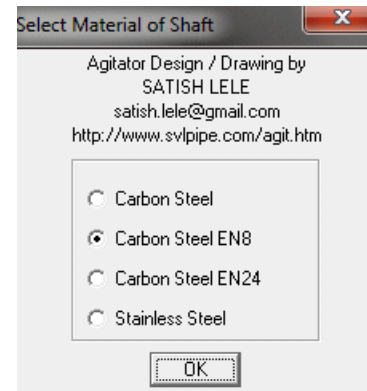 Select Material of Shaft
Agitator Design / Drawing by
SATISH LELE
satish.lele@gmail.com
http://www.svlpipe.com/agit.htm
Carbon Steel
Carbon Steel EN8
Carbon Steel EN24
Stainless Steel
OK